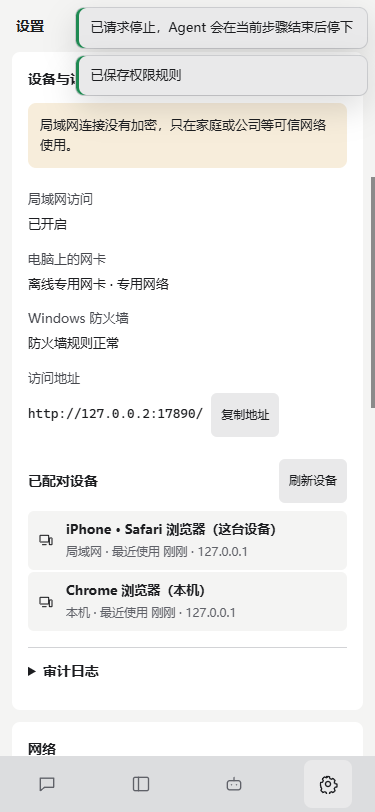 设置
已请求停止，Agent 会在当前步骤结束后停下
已保存权限规则
设备与
局域网连接没有加密，只在家庭或公司等可信网络
使用。
局域网访问
已开启
电脑上的网卡
离线专用网卡 · 专用网络
Windows 防火墙
防火墙规则正常
访问地址
http://127.0.0.2:17890/ 复制地址
已配对设备 刷新设备
iPhone • Safari 浏览器（这台设备）
局域网 · 最近使用 刚刚 · 127.0.0.1
Chrome 浏览器（本机）
本机 · 最近使用 刚刚 · 127.0.0.1
▶ 审计日志
网络